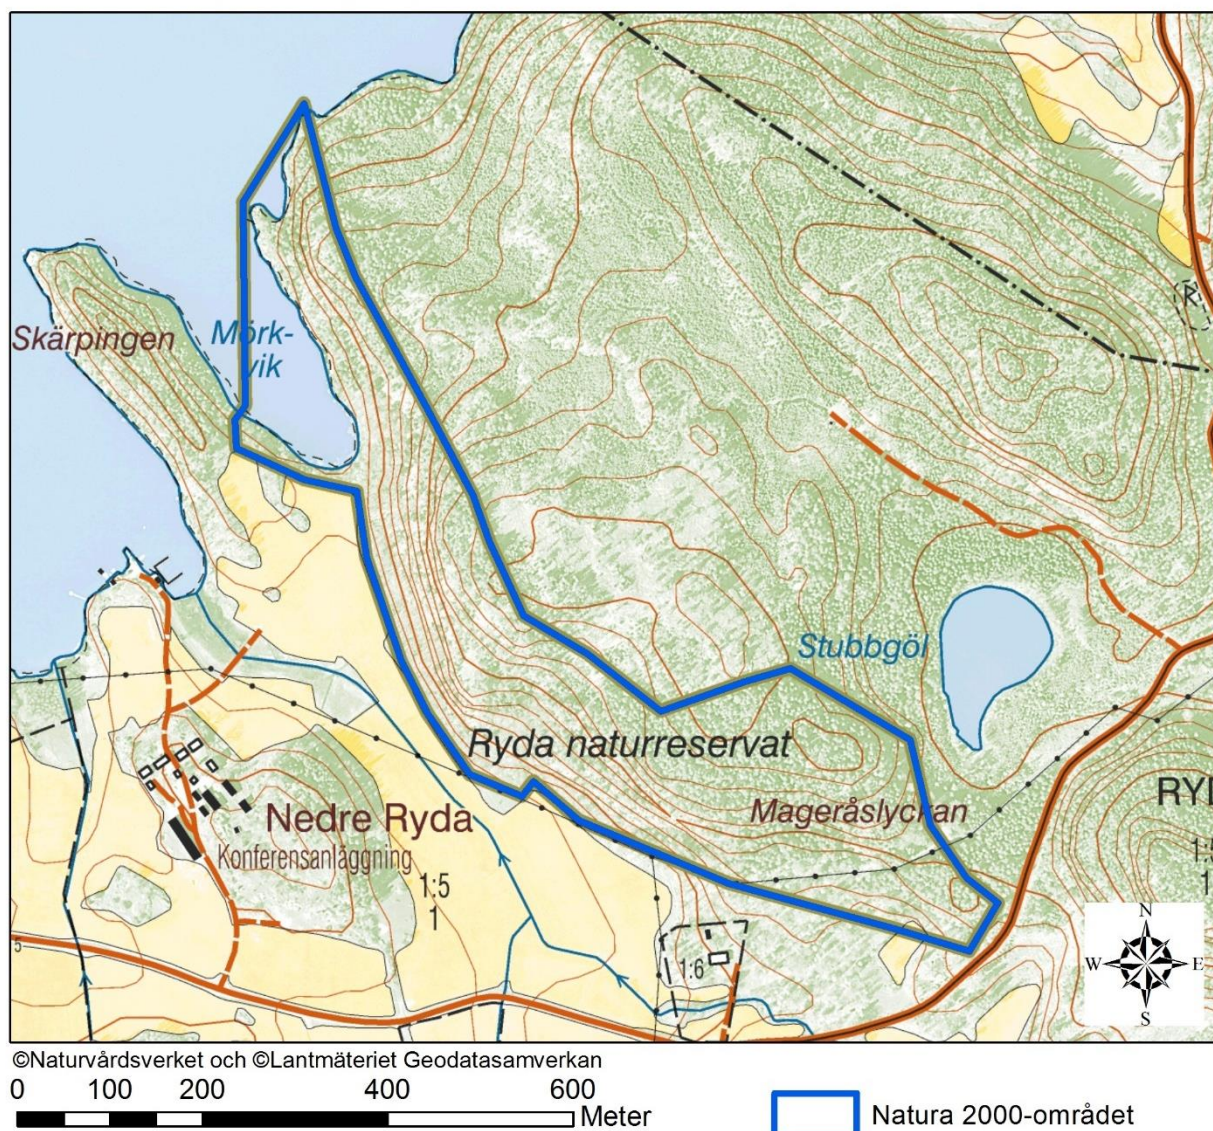 R
Skärpingen
Mörk-
vik
Stubbgöl
Ryda naturreservat
Mageråslyckan
Nedre Ryda
Konferensanläggning
1:5
1
1:6
5
N
W E
S
©Naturvårdsverket och ©Lantmäteriet Geodatasamverkan
0 100 200 400 600
Meter
Natura 2000-området